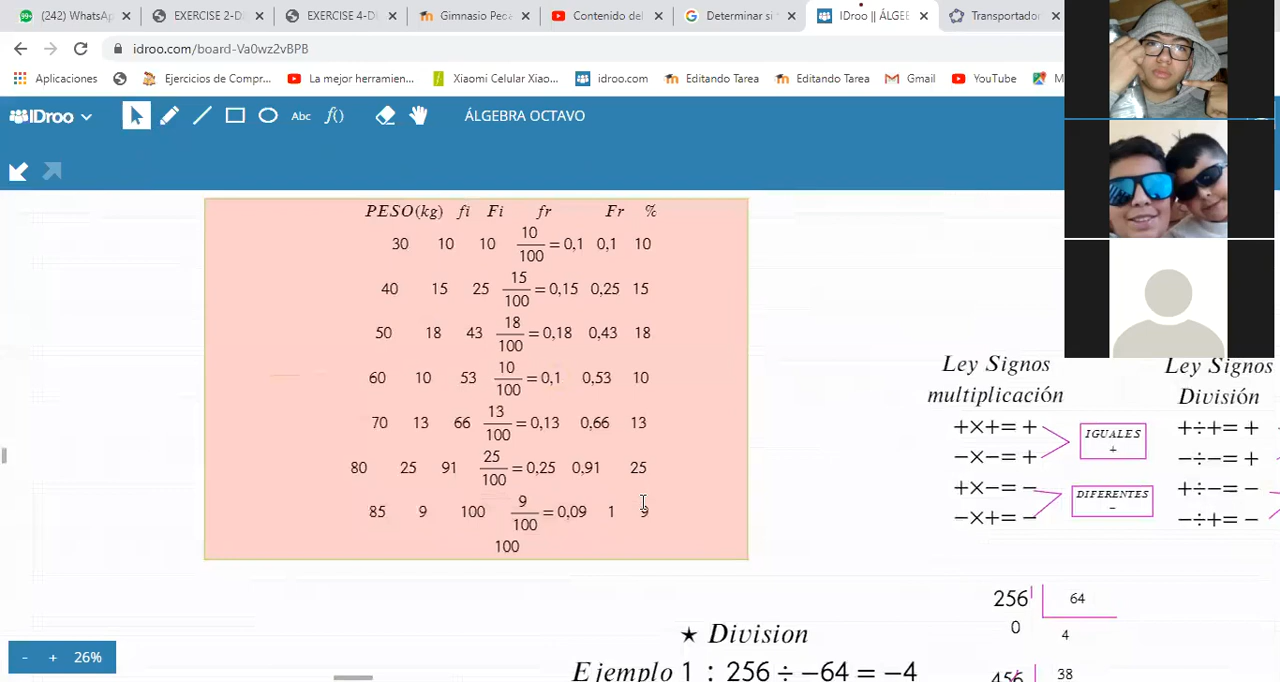 (242) WhatsAp
EXERCISE 2-DI
EXERCISE 4-DI
Gimnasio Peda
Contenido del
Determinar si
IDroo || ÁLGEB
Transportador
idroo.com/board-Va0wz2vBPB
Aplicaciones
Ejercicios de Compr...
La mejor herramien...
Xiaomi Celular Xiao...
idroo.com
Editando Tarea
Editando Tarea
Gmail
YouTube
M
IDroo
Abc
f()
ÁLGEBRA OCTAVO
PESO(kg) fi Fi fr Fr %
30 10 10 10/100 = 0,1 0,1 10
40 15 25 15/100 = 0,15 0,25 15
50 18 43 18/100 = 0,18 0,43 18
60 10 53 10/100 = 0,1 0,53 10
70 13 66 13/100 = 0,13 0,66 13
80 25 91 25/100 = 0,25 0,91 25
85 9 100 9/100 = 0,09 1 9
100
Ley Signos
multiplicación
+×+= +
−×−= +
+×−= −
−×+= −
IGUALES
+
DIFERENTES
−
Ley Signos
División
+÷+= +
−÷−= +
+÷−= −
−÷+= −
256 64
0 4
★ Division
Ejemplo 1 : 256 ÷ −64 = −4
456 38
- + 26%